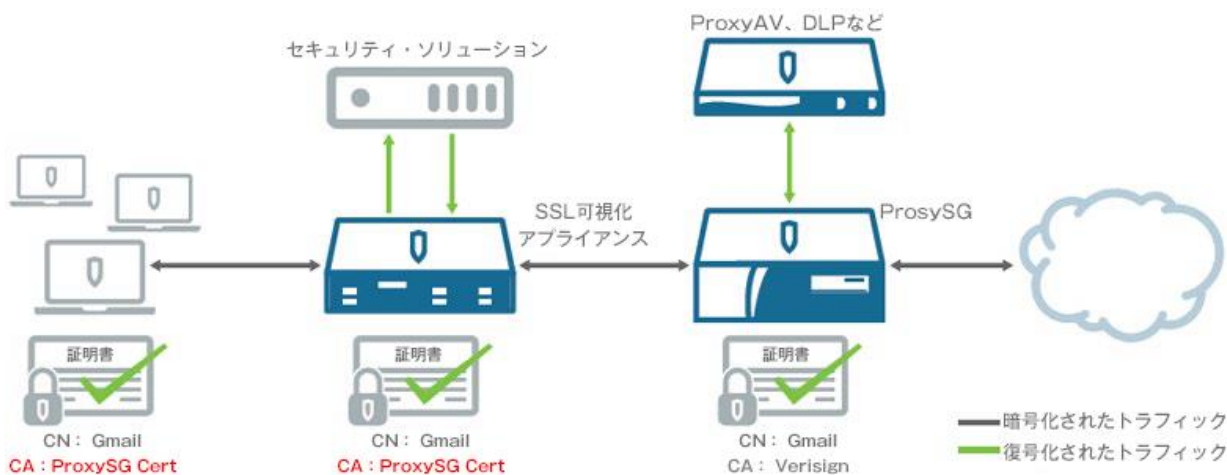 ProxyAV、DLPなど
セキュリティ・ソリューション
SSL可視化
アプライアンス
ProsySG
証明書
CN： Gmail
CA：ProxySG Cert
証明書
CN： Gmail
CA：ProxySG Cert
証明書
CN： Gmail
CA： Verisign
暗号化されたトラフィック
復号化されたトラフィック